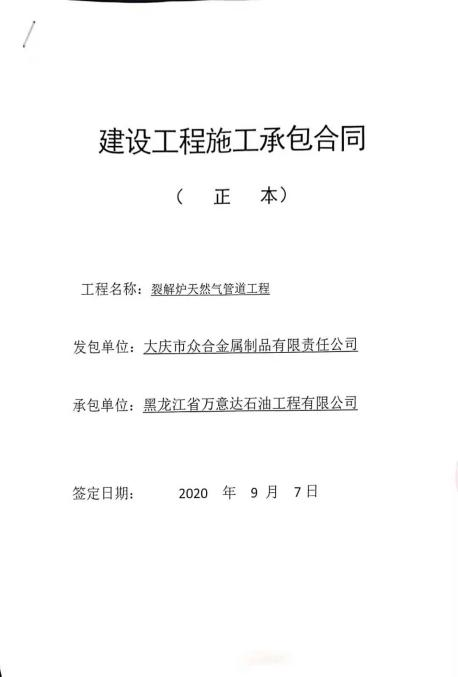 建设工程施工承包合同
（ 正 本）
工程名称：裂解炉天然气管道工程
发包单位：大庆市众合金属制品有限责任公司
承包单位：黑龙江省万意达石油工程有限公司
签定日期： 2020 年 9 月 7日